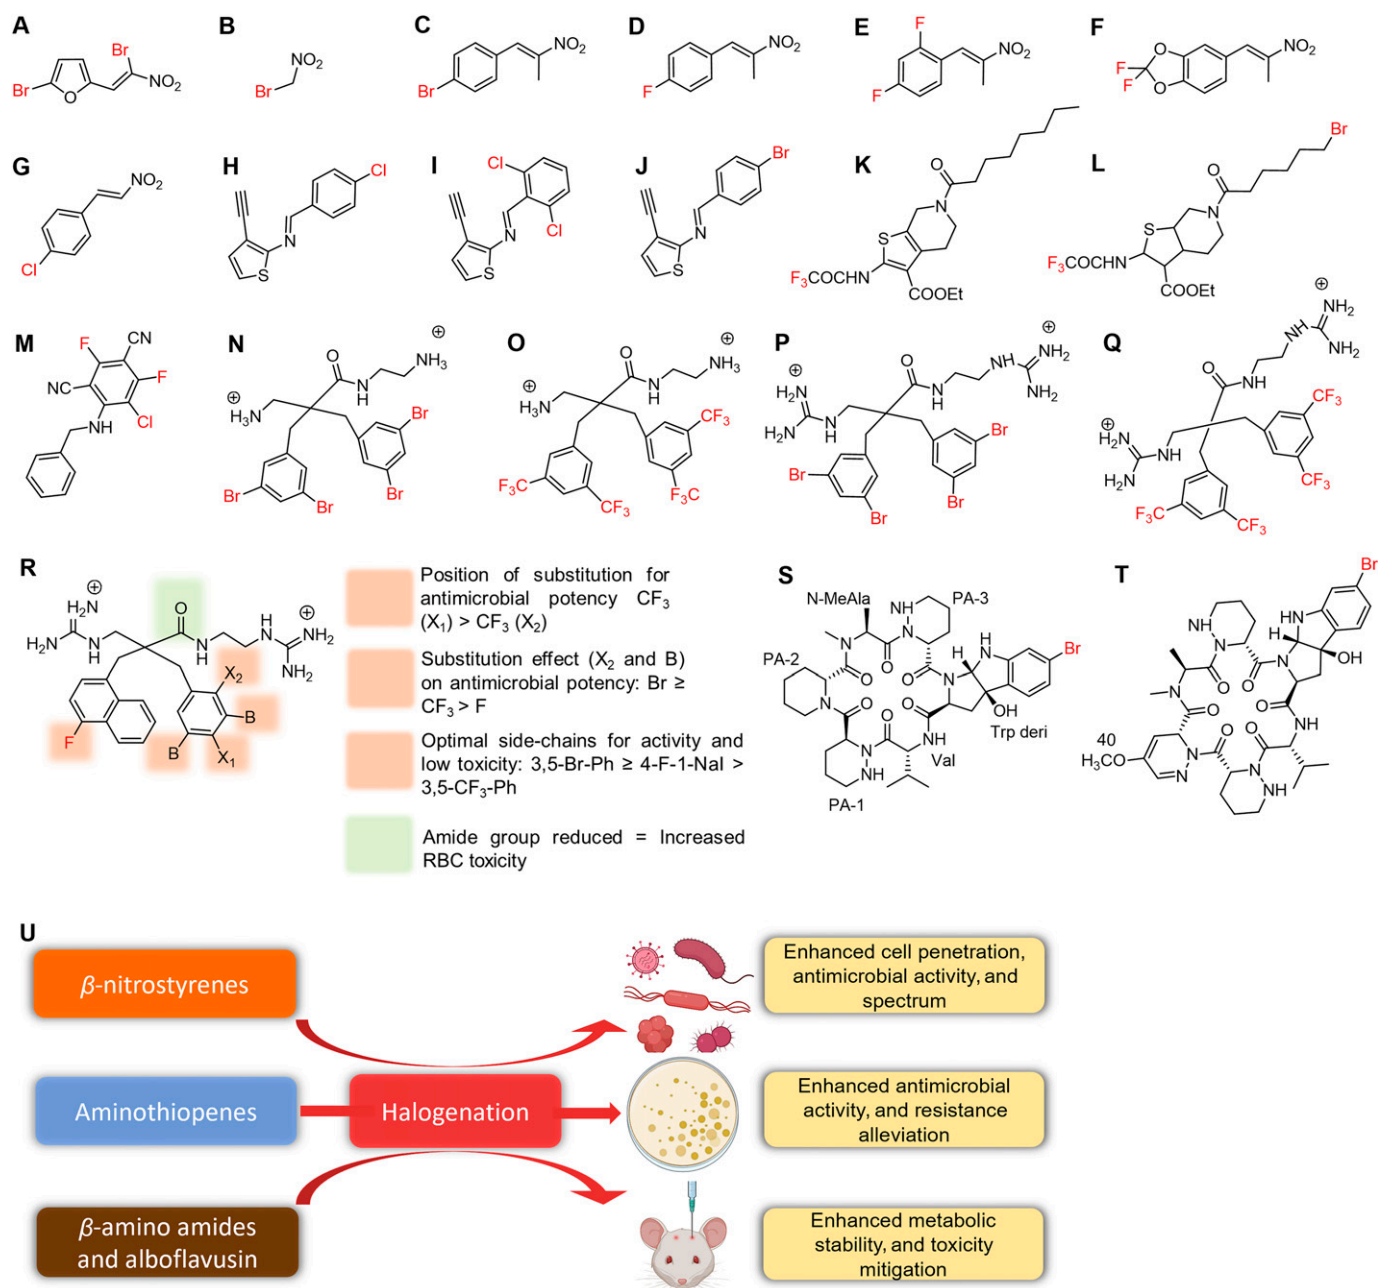 A
B
C
D
E
F
Br
O
Br
NO₂
NO₂
Br
Br
NO₂
F
NO₂
F
F
NO₂
F
F
O
O
NO₂
G
H
I
J
K
L
Cl
NO₂
N
S
Cl
Cl
Cl
N
S
Br
N
S
O
N
S
F₃COCHN
COOEt
Br
O
N
S
F₃COCHN
COOEt
M
N
O
P
Q
F
CN
NC
F
Cl
NH
⊕
H₃N
O
N
H
NH₃
⊕
Br
Br
Br
Br
⊕
H₃N
O
N
H
NH₃
⊕
CF₃
F₃C
F₃C
CF₃
⊕
H₂N
H₂N
N
H
O
N
H
H
N
⊕
NH₂
NH₂
Br
Br
Br
Br
⊕
H₂N
H₂N
NH
O
N
H
NH
⊕
NH₂
NH₂
CF₃
CF₃
F₃C
CF₃
R
⊕
H₂N
H₂N
N
H
O
N
H
H
N
⊕
NH₂
NH₂
F
X₂
B
B
X₁
Position of substitution for
antimicrobial potency CF₃
(X₁) > CF₃ (X₂)
Substitution effect (X₂ and B)
on antimicrobial potency: Br ≥
CF₃ > F
Optimal side-chains for activity and
low toxicity: 3,5-Br-Ph ≥ 4-F-1-Nal >
3,5-CF₃-Ph
Amide group reduced = Increased
RBC toxicity
S
N-MeAla
PA-3
PA-2
PA-1
Val
Trp deri
Br
OH
T
Br
OH
40
H₃CO
U
β-nitrostyrenes
Enhanced cell penetration,
antimicrobial activity, and
spectrum
Aminothiopenes
Halogenation
Enhanced antimicrobial
activity, and resistance
alleviation
β-amino amides
and alboflavusin
Enhanced metabolic
stability, and toxicity
mitigation